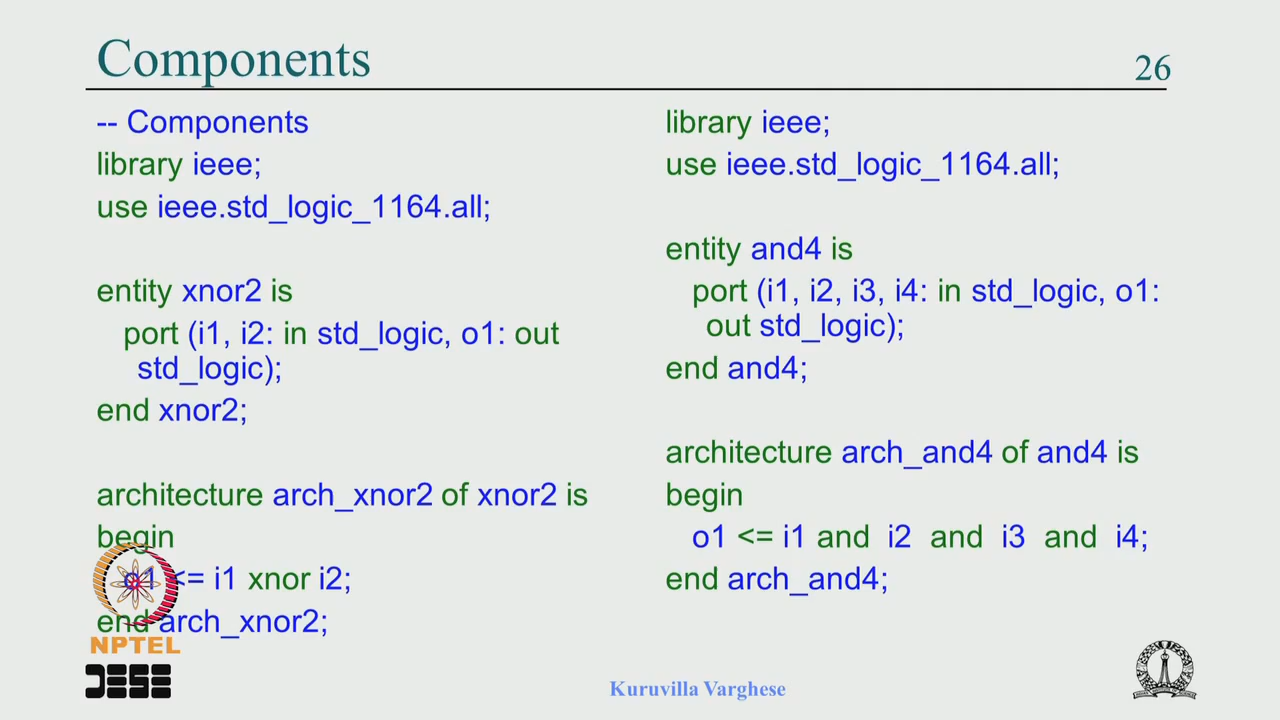 Components
26
-- Components
library ieee;
use ieee.std_logic_1164.all;
entity xnor2 is
port (i1, i2: in std_logic, o1: out
std_logic);
end xnor2;
architecture arch_xnor2 of xnor2 is
begin
o1 <= i1 xnor i2;
end arch_xnor2;
library ieee;
use ieee.std_logic_1164.all;
entity and4 is
port (i1, i2, i3, i4: in std_logic, o1:
out std_logic);
end and4;
architecture arch_and4 of and4 is
begin
o1 <= i1 and i2 and i3 and i4;
end arch_and4;
NPTEL
DESE
Kuruvilla Varghese